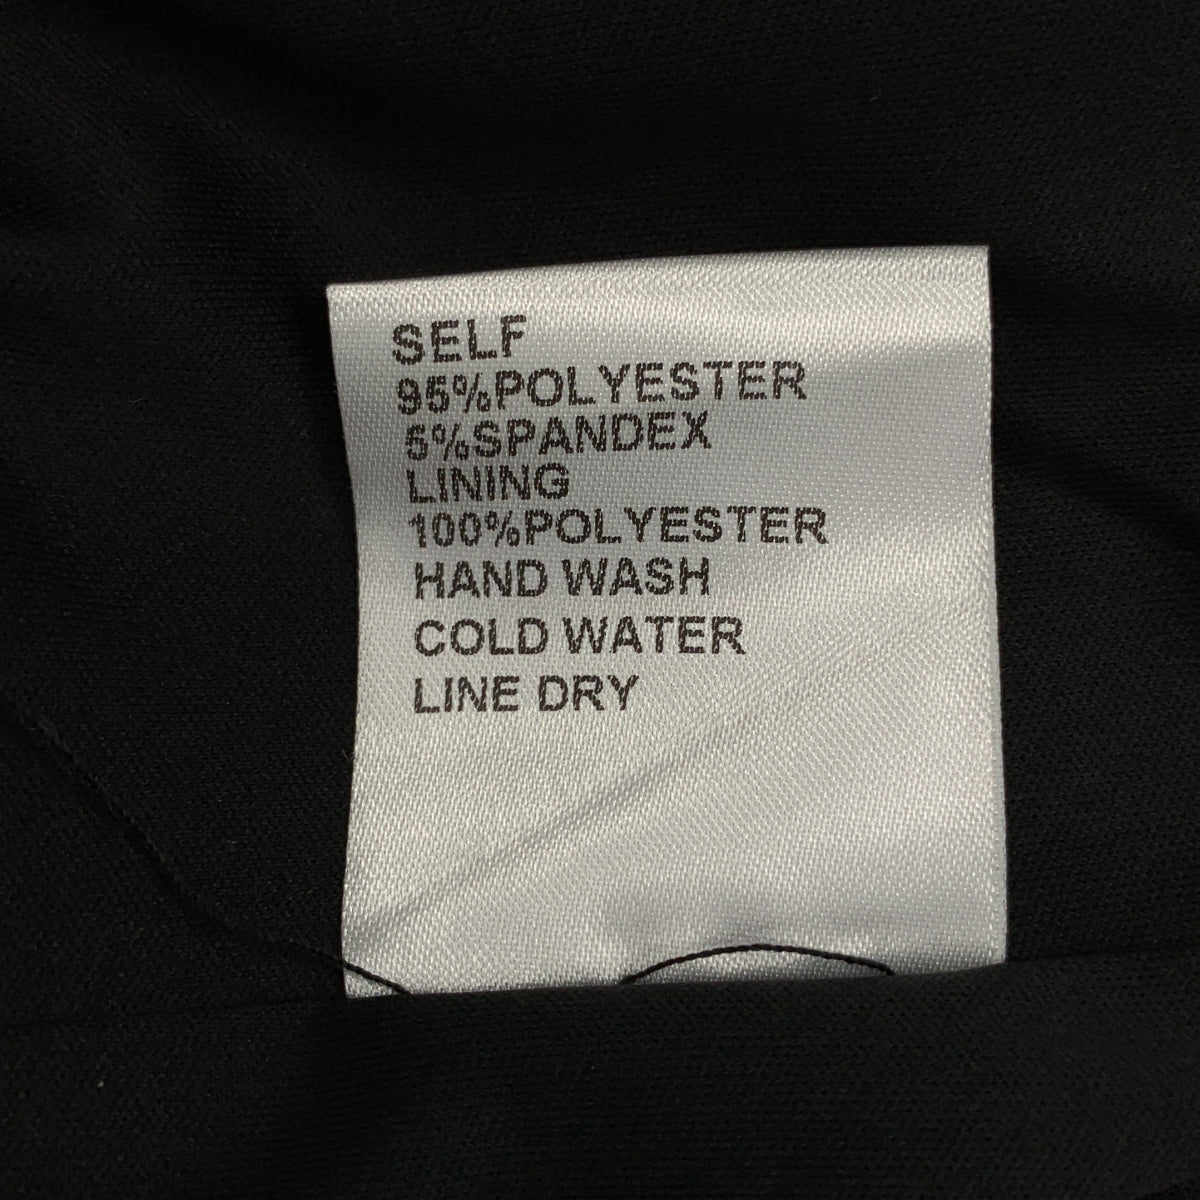 SELF
95%POLYESTER
5%SPANDEX
LINING
100%POLYESTER
HAND WASH
COLD WATER
LINE DRY